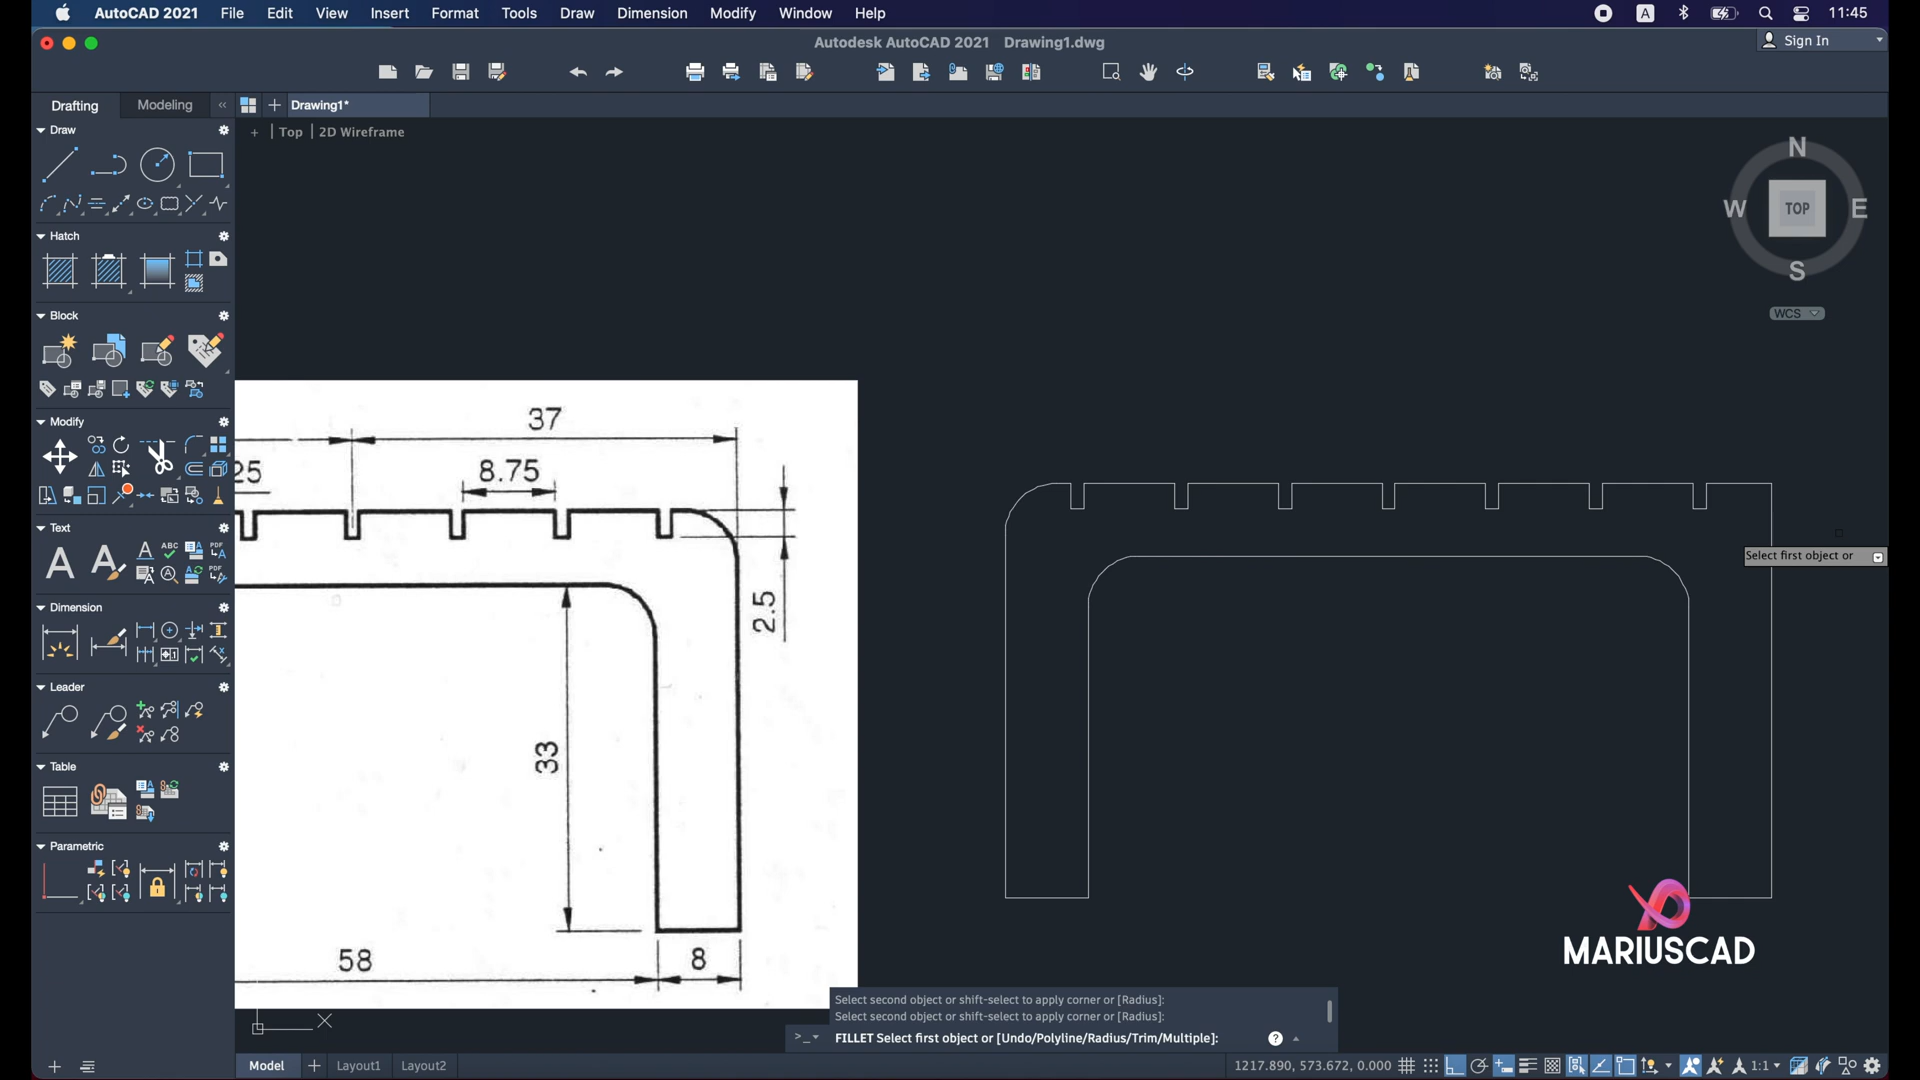 AutoCAD 2021 File Edit View Insert Format Tools Draw Dimension Modify Window Help A 11:45
Autodesk AutoCAD 2021 Drawing1.dwg
Sign In
Drafting Modeling « Drawing1*
+ | Top | 2D Wireframe
Draw
Hatch
Block
Modify
Text
Dimension
Leader
Table
Parametric
N
W TOP E
S
WCS
37
25 8.75
2.5
33
58 8
Select first object or
MARIUSCAD
Select second object or shift-select to apply corner or [Radius]:
Select second object or shift-select to apply corner or [Radius]:
>_ FILLET Select first object or [Undo/Polyline/Radius/Trim/Multiple]: ?
Model + Layout1 Layout2 1217.890, 573.672, 0.000 1:1